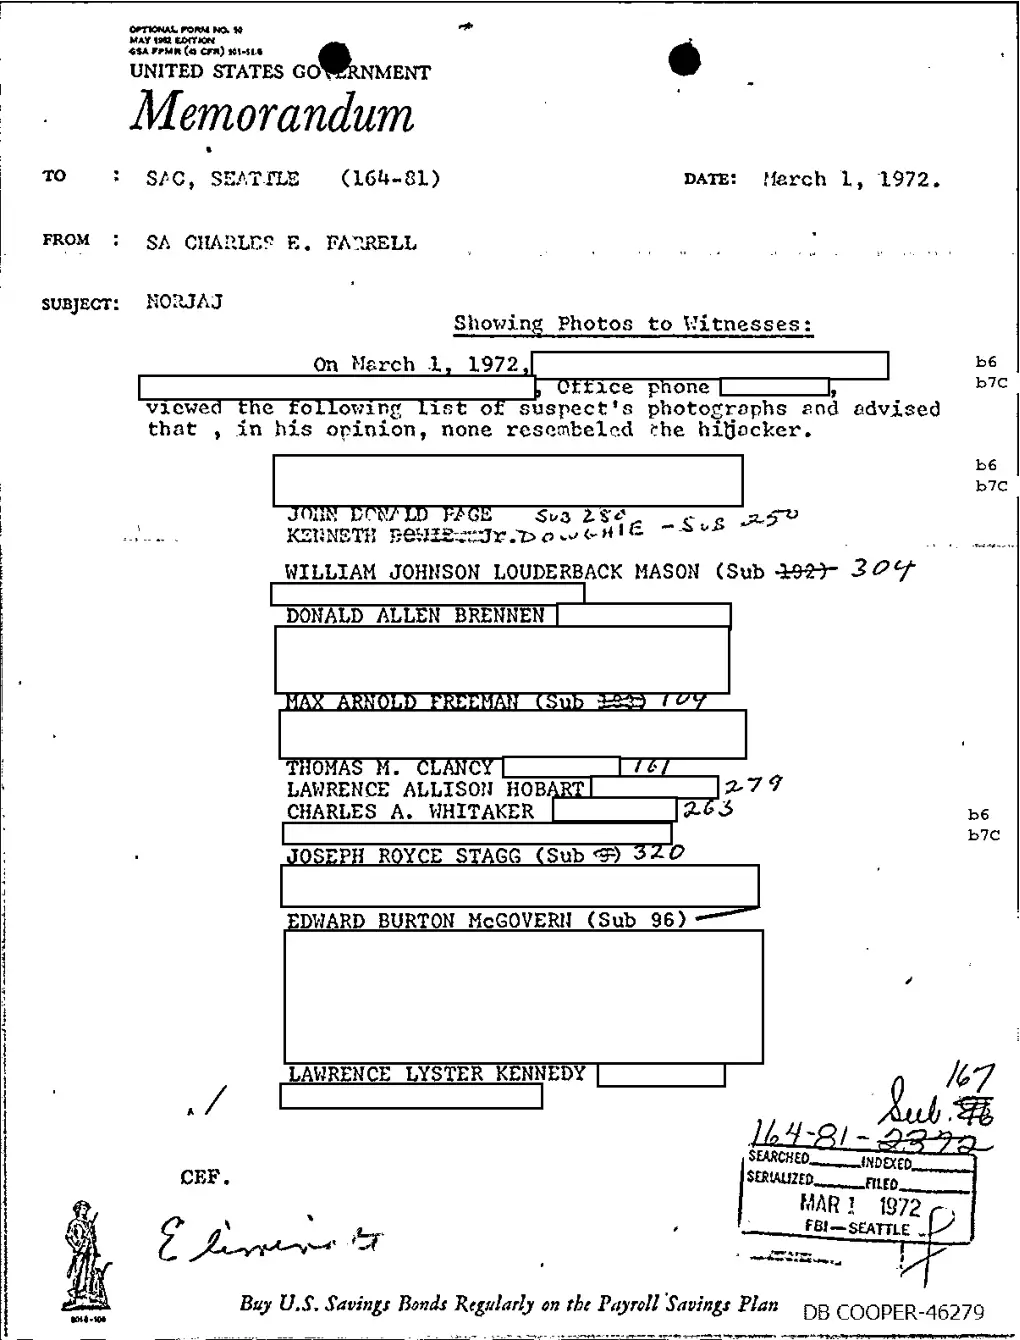 OPTIONAL FORM NO. 10
MAY 1962 EDITION
GSA FPMR (41 CFR) 101-11.6
UNITED STATES GOVERNMENT
Memorandum
TO : SAC, SEATTLE (164-81) DATE: March 1, 1972.
FROM : SA CHARLES E. FARRELL
SUBJECT: NORJAJ
Showing Photos to Witnesses:
On March 1, 1972, b6
, Office phone , b7C
viewed the following list of suspect's photographs and advised
that , in his opinion, none resembeled the hijacker.
b6
b7C
JOHN DONALD PAGE Sub 280
KENNETH Jr. DOWGHIE - Sub 250
WILLIAM JOHNSON LOUDERBACK MASON (Sub 192) 304
DONALD ALLEN BRENNEN
MAX ARNOLD FREEMAN (Sub 104
THOMAS M. CLANCY 161
LAWRENCE ALLISON HOBART 279
CHARLES A. WHITAKER 263 b6
b7C
JOSEPH ROYCE STAGG (Sub 9) 320
EDWARD BURTON McGOVERN (Sub 96)
LAWRENCE LYSTER KENNEDY
167
Sub.
164-81-2372
SEARCHED INDEXED
SERIALIZED FILED
MAR 1 1972
FBI—SEATTLE
CEF.
Eliminat
5010-108
Buy U.S. Savings Bonds Regularly on the Payroll Savings Plan
DB COOPER-46279